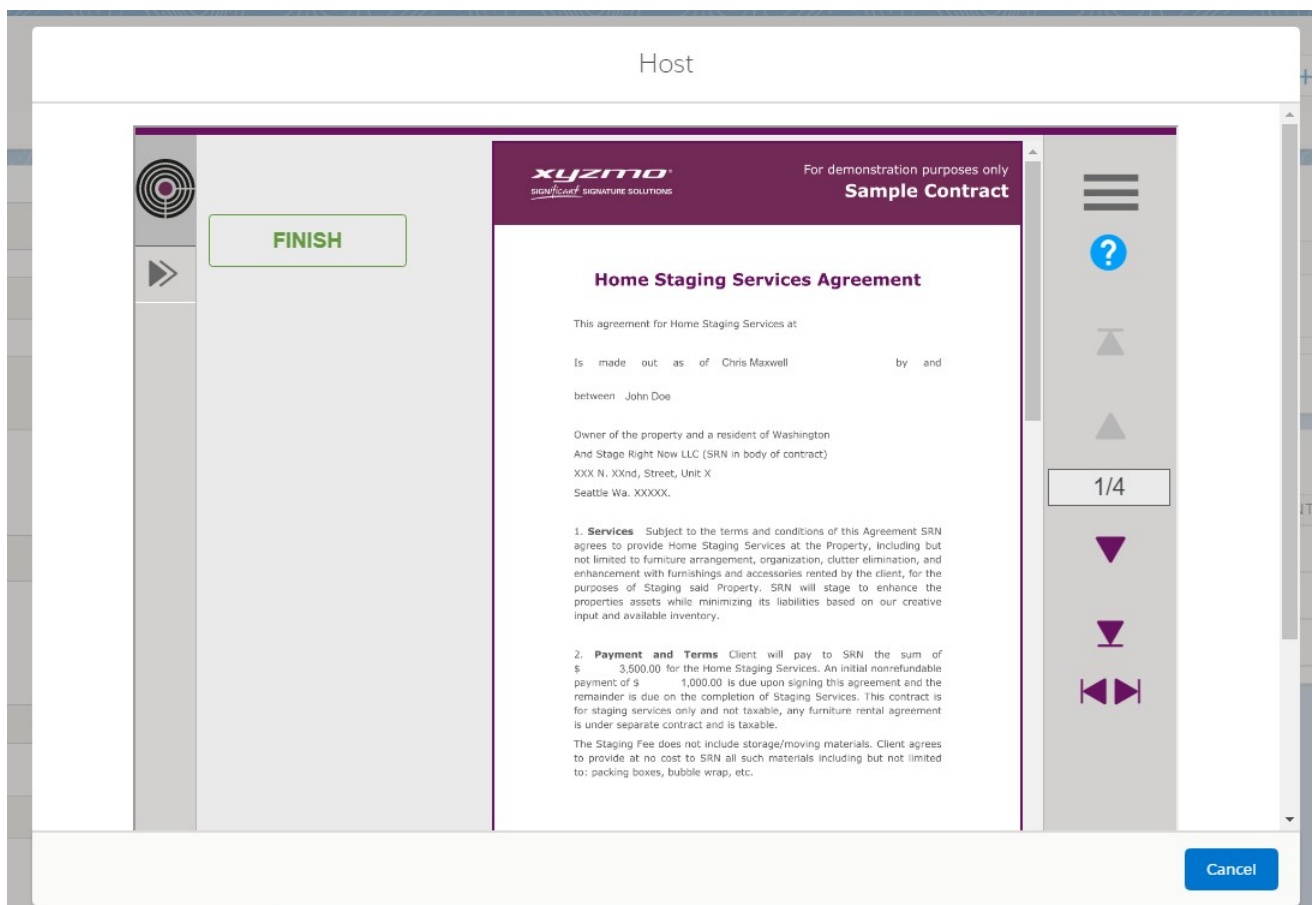 Host
xyzmo
SIGNificant SIGNATURE SOLUTIONS
For demonstration purposes only
Sample Contract
FINISH
?
Home Staging Services Agreement
This agreement for Home Staging Services at
Is made out as of Chris Maxwell by and
between John Doe
Owner of the property and a resident of Washington
And Stage Right Now LLC (SRN in body of contract)
XXX N. XXnd, Street, Unit X
Seattle Wa. XXXXX.
1/4
1. Services Subject to the terms and conditions of this Agreement SRN
agrees to provide Home Staging Services at the Property, including but
not limited to furniture arrangement, organization, clutter elimination, and
enhancement with furnishings and accessories rented by the client, for the
purposes of Staging said Property. SRN will stage to enhance the
properties assets while minimizing its liabilities based on our creative
input and available inventory.
2. Payment and Terms Client will pay to SRN the sum of
$ 3,500.00 for the Home Staging Services. An initial nonrefundable
payment of $ 1,000.00 is due upon signing this agreement and the
remainder is due on the completion of Staging Services. This contract is
for staging services only and not taxable, any furniture rental agreement
is under separate contract and is taxable.
The Staging Fee does not include storage/moving materials. Client agrees
to provide at no cost to SRN all such materials including but not limited
to: packing boxes, bubble wrap, etc.
Cancel